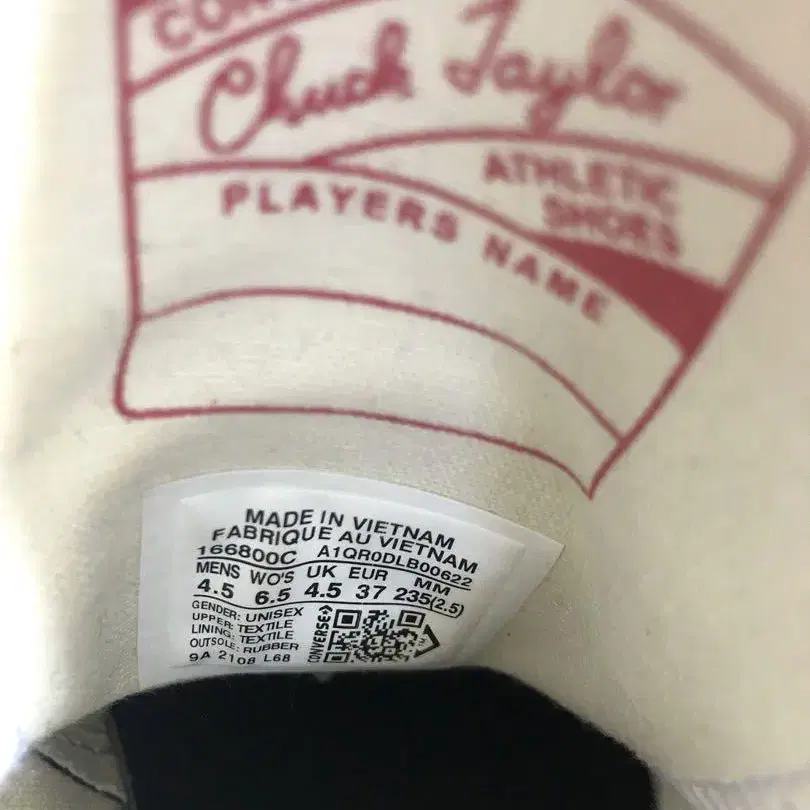 Chuck Taylor
ATHLETIC
SHOES
PLAYERS NAME
MADE IN VIETNAM
FABRIQUE AU VIETNAM
166800C A1QR0DLB00622
MENS WO'S UK EUR MM
4.5 6.5 4.5 37 235(2.5)
GENDER: UNISEX
UPPER: TEXTILE
LINING: TEXTILE
OUTSOLE: RUBBER
9A 2108 L68
CONVERSE